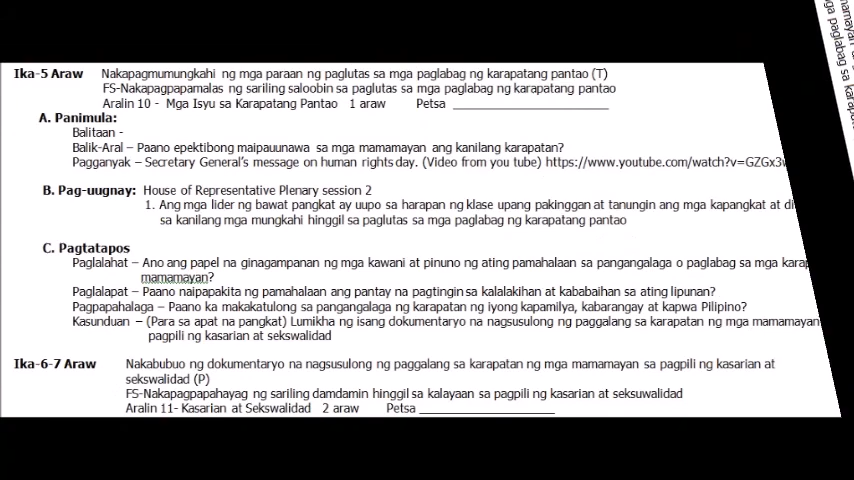 Ika-5 Araw Nakapagmumungkahi ng mga paraan ng paglutas sa mga paglabag ng karapatang pantao (T)
FS-Nakapagpapamalas ng sariling saloobin sa paglutas sa mga paglabag ng karapatang pantao
Aralin 10 - Mga Isyu sa Karapatang Pantao 1 araw Petsa ____________________
A. Panimula:
Balitaan -
Balik-Aral – Paano epektibong maipauunawa sa mga mamamayan ang kanilang karapatan?
Pagganyak – Secretary General's message on human rights day. (Video from you tube) https://www.youtube.com/watch?v=GZGx3
B. Pag-uugnay: House of Representative Plenary session 2
1. Ang mga lider ng bawat pangkat ay uupo sa harapan ng klase upang pakinggan at tanungin ang mga kapangkat at di
sa kanilang mga mungkahi hinggil sa paglutas sa mga paglabag ng karapatang pantao
C. Pagtatapos
Paglalahat – Ano ang papel na ginagampanan ng mga kawani at pinuno ng ating pamahalaan sa pangangalaga o paglabag sa mga karap
mamamayan?
Paglalapat – Paano naipapakita ng pamahalaan ang pantay na pagtingin sa kalalakihan at kababaihan sa ating lipunan?
Pagpapahalaga – Paano ka makakatulong sa pangangalaga ng karapatan ng iyong kapamilya, kabarangay at kapwa Pilipino?
Kasunduan – (Para sa apat na pangkat) Lumikha ng isang dokumentaryo na nagsusulong ng paggalang sa karapatan ng mga mamamayan
pagpili ng kasarian at sekswalidad
Ika-6-7 Araw Nakabubuo ng dokumentaryo na nagsusulong ng paggalang sa karapatan ng mga mamamayan sa pagpili ng kasarian at
sekswalidad (P)
FS-Nakapagpapahayag ng sariling damdamin hinggil sa kalayaan sa pagpili ng kasarian at seksuwalidad
Aralin 11- Kasarian at Sekswalidad 2 araw Petsa _________________
mamamayan
ga paglabag sa karapa